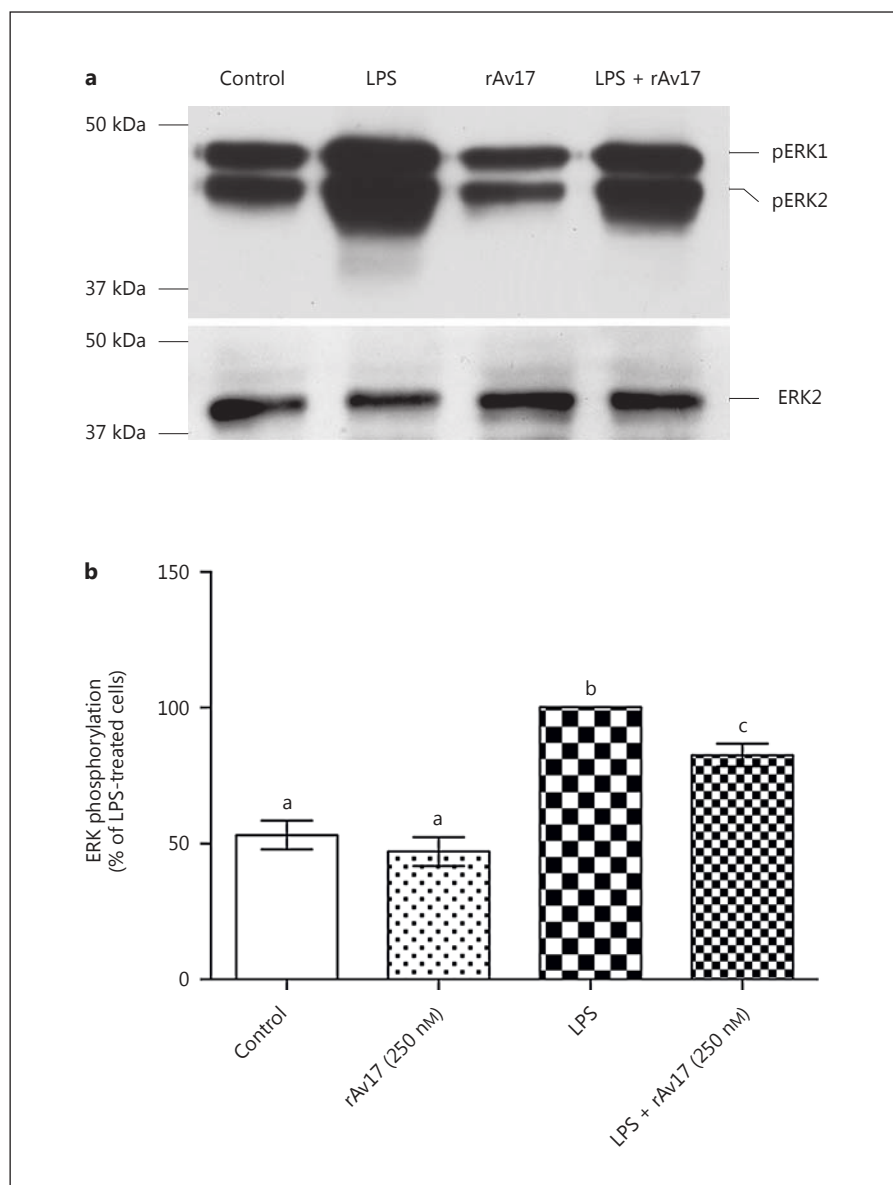 a
Control LPS rAv17 LPS + rAv17
50 kDa
pERK1
pERK2
37 kDa
50 kDa
ERK2
37 kDa
b
150
100
50
0
ERK phosphorylation
(% of LPS-treated cells)
a
a
b
c
Control
rAv17 (250 nM)
LPS
LPS + rAv17 (250 nM)